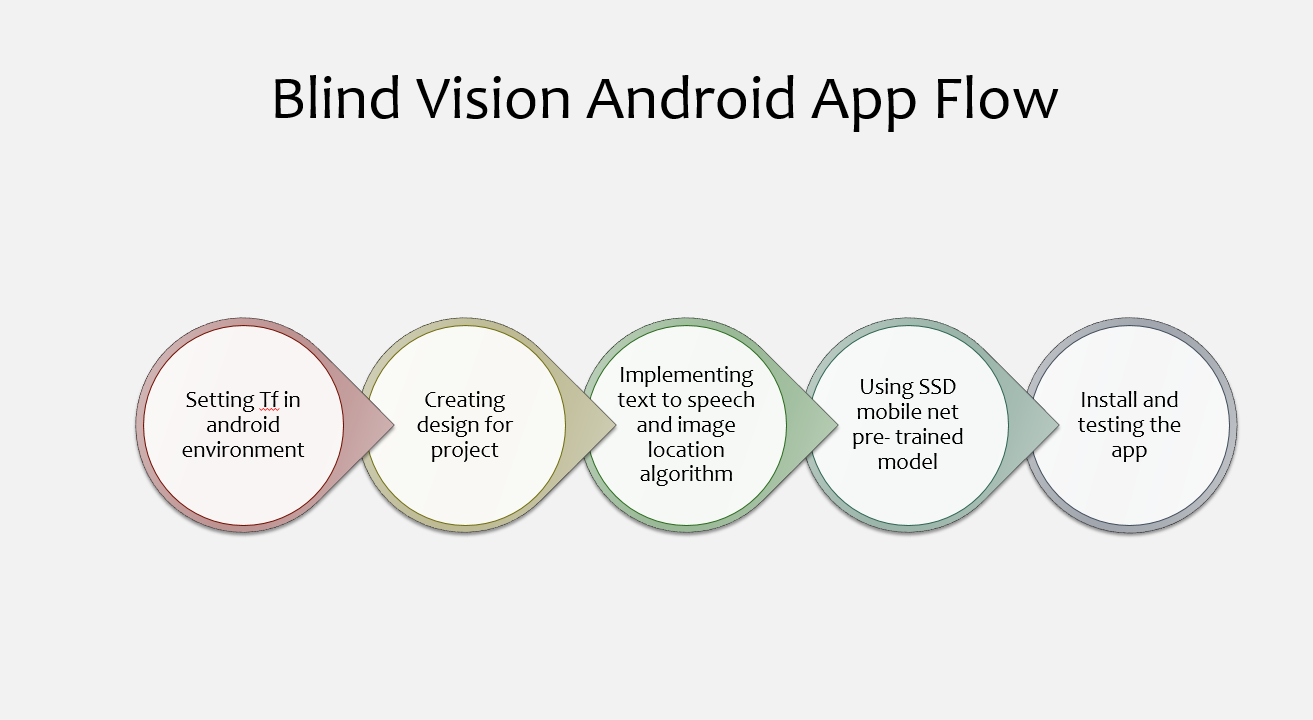 Blind Vision Android App Flow
Setting Tf in
android
environment
Creating
design for
project
Implementing
text to speech
and image
location
algorithm
Using SSD
mobile net
pre- trained
model
Install and
testing the
app